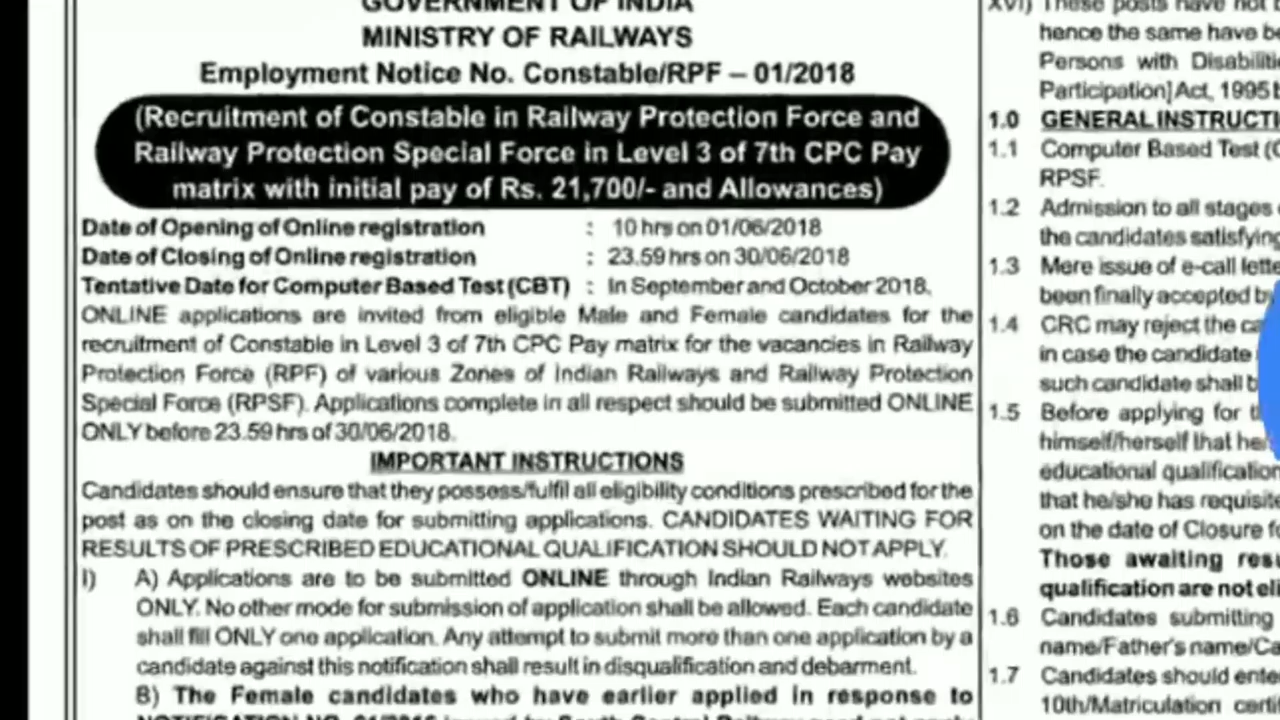 GOVERNMENT OF INDIA
MINISTRY OF RAILWAYS
Employment Notice No. Constable/RPF – 01/2018
(Recruitment of Constable in Railway Protection Force and
Railway Protection Special Force in Level 3 of 7th CPC Pay
matrix with initial pay of Rs. 21,700/- and Allowances)
Date of Opening of Online registration : 10 hrs on 01/06/2018
Date of Closing of Online registration : 23.59 hrs on 30/06/2018
Tentative Date for Computer Based Test (CBT) : In September and October 2018.
ONLINE applications are invited from eligible Male and Female candidates for the
recruitment of Constable in Level 3 of 7th CPC Pay matrix for the vacancies in Railway
Protection Force (RPF) of various Zones of Indian Railways and Railway Protection
Special Force (RPSF). Applications complete in all respect should be submitted ONLINE
ONLY before 23.59 hrs of 30/06/2018.
IMPORTANT INSTRUCTIONS
Candidates should ensure that they possess/fulfil all eligibility conditions prescribed for the
post as on the closing date for submitting applications. CANDIDATES WAITING FOR
RESULTS OF PRESCRIBED EDUCATIONAL QUALIFICATION SHOULD NOT APPLY.
I) A) Applications are to be submitted ONLINE through Indian Railways websites
ONLY. No other mode for submission of application shall be allowed. Each candidate
shall fill ONLY one application. Any attempt to submit more than one application by a
candidate against this notification shall result in disqualification and debarment.
B) The Female candidates who have earlier applied in response to
XVI) These posts have not
hence the same have be
Persons with Disabiliti
Participation] Act, 1995 b
1.0 GENERAL INSTRUCTI
1.1 Computer Based Test (C
RPSF.
1.2 Admission to all stages
the candidates satisfying
1.3 Mere issue of e-call lette
been finally accepted by
1.4 CRC may reject the ca
in case the candidate
such candidate shall b
1.5 Before applying for t
himself/herself that he/
educational qualification
that he/she has requisite
on the date of Closure fo
Those awaiting resu
qualification are not eli
1.6 Candidates submitting
name/Father's name/Ca
1.7 Candidates should ente
10th/Matriculation certi